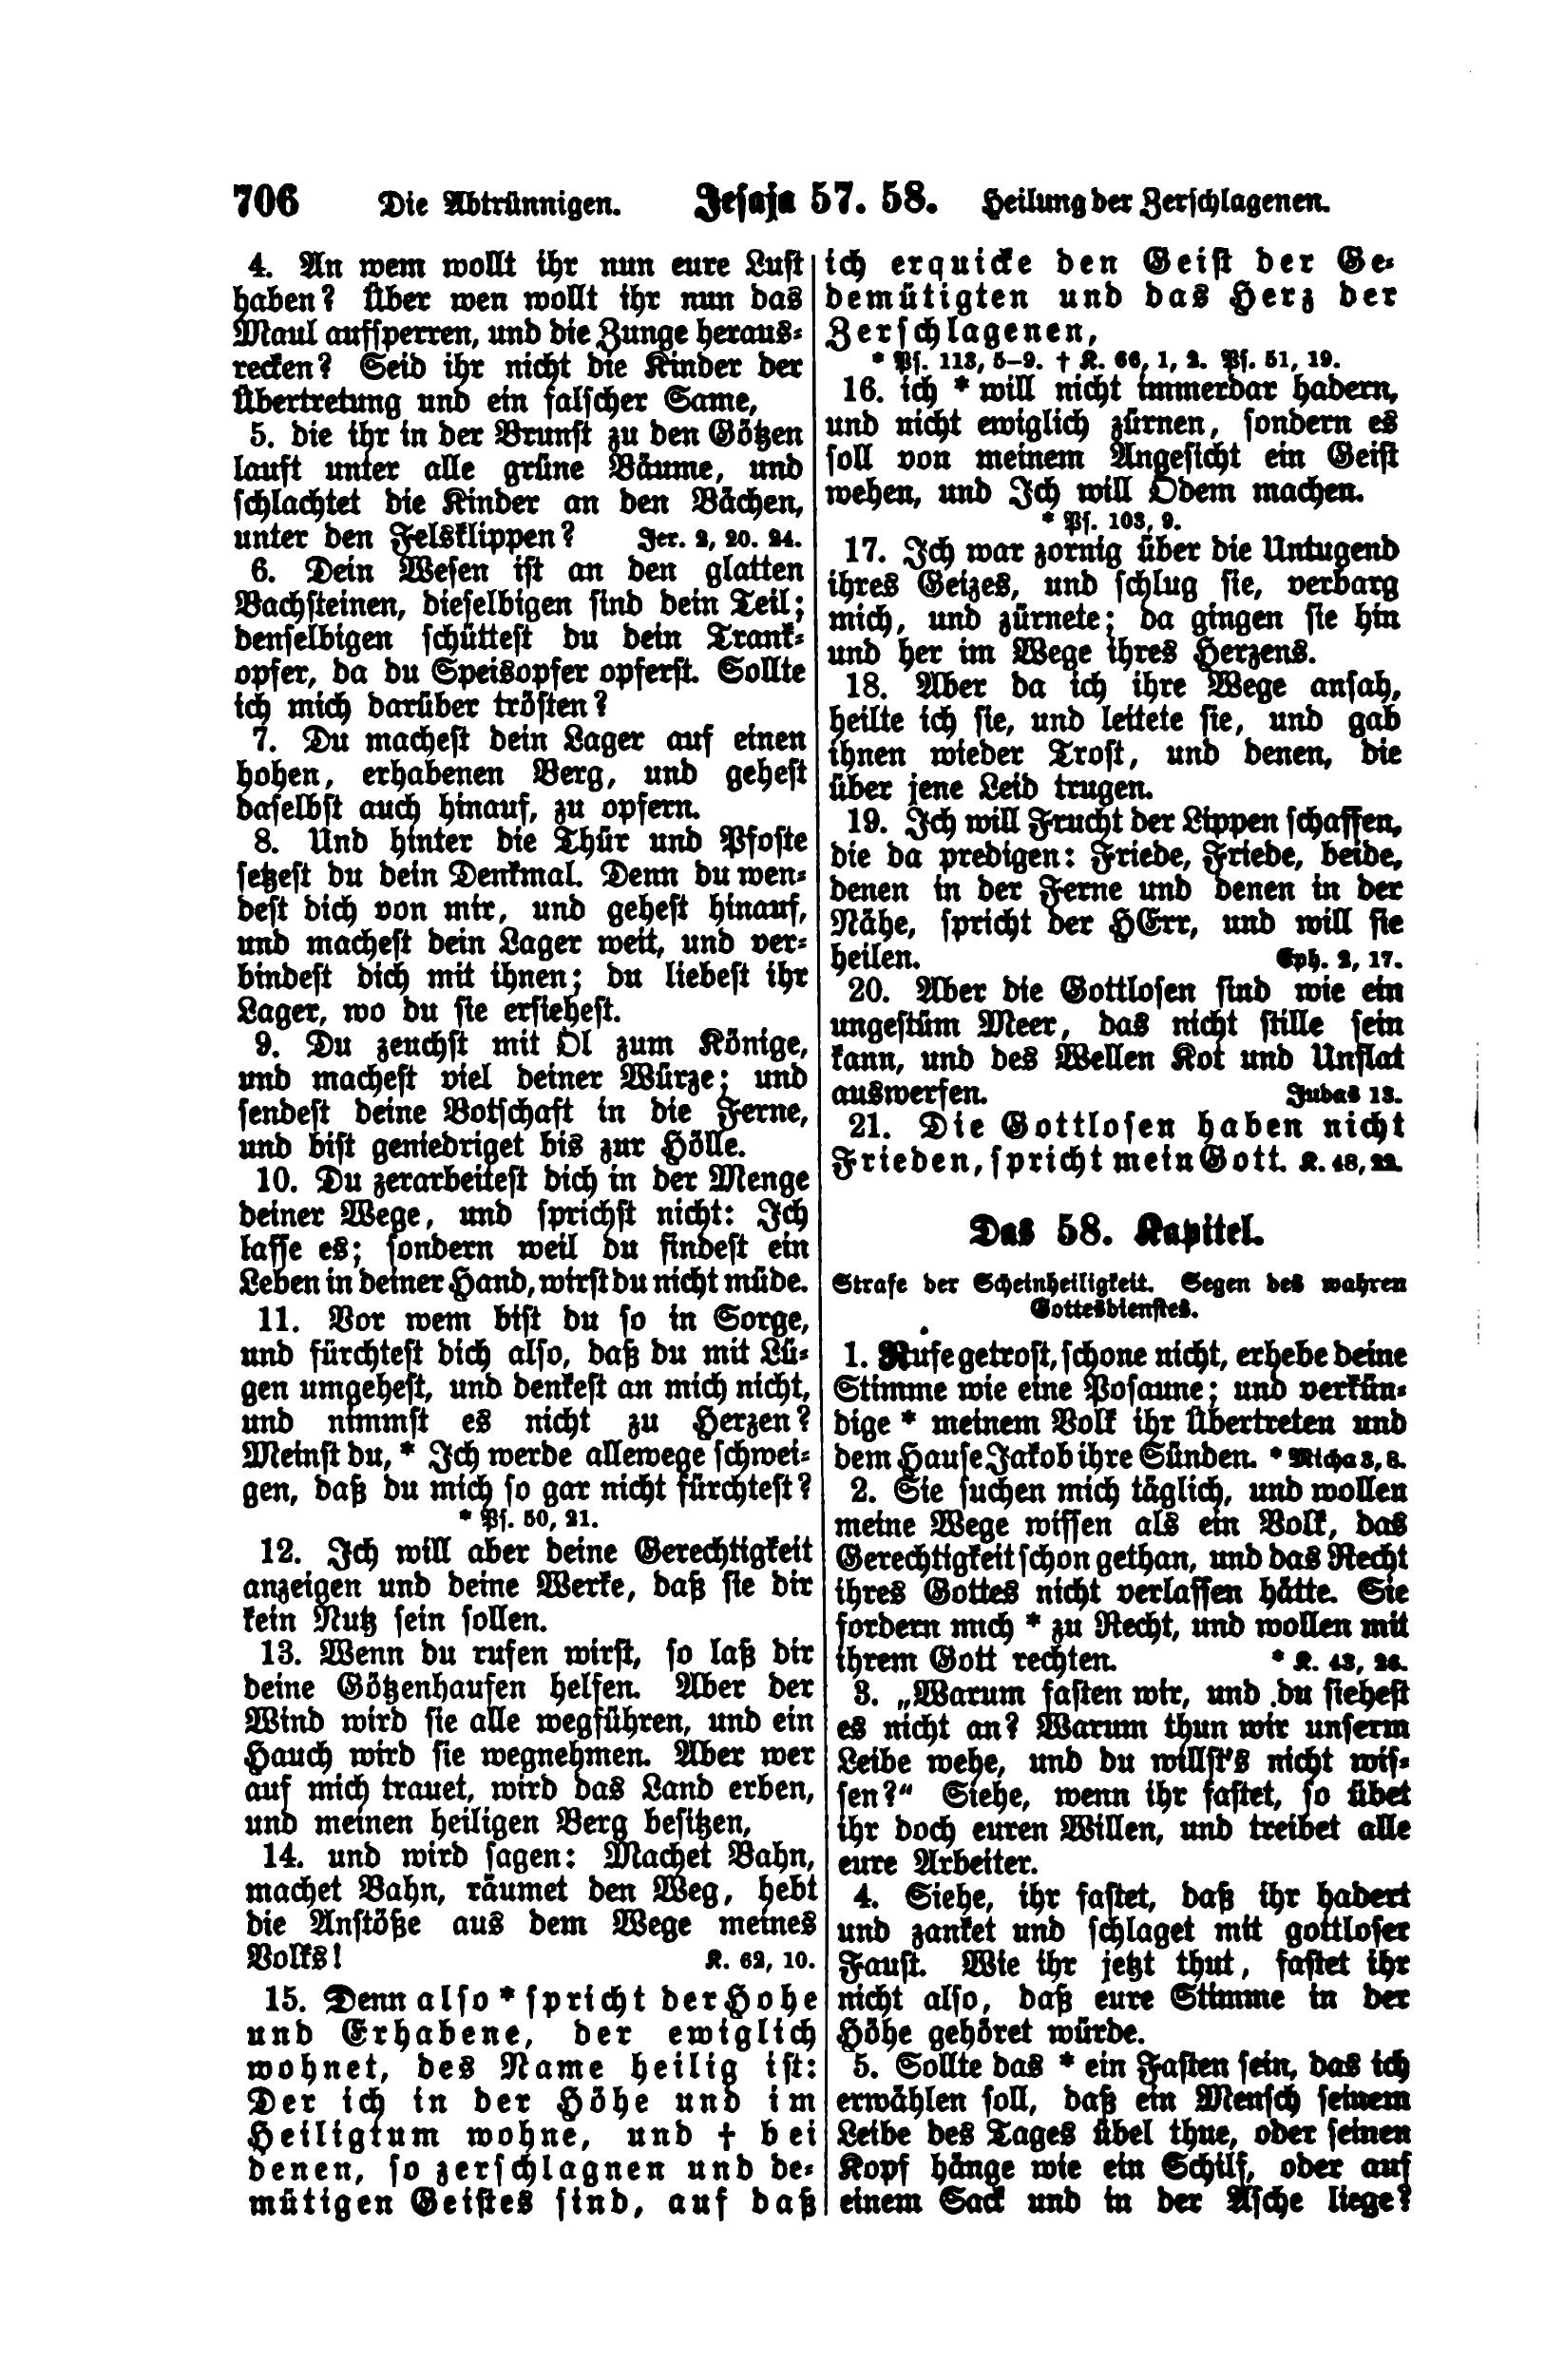 706 Die Abtrünnigen. Jesaja 57. 58. Heilung der Zerschlagenen.
4. An wem wollt ihr nun eure Lust
haben? Über wen wollt ihr nun das
Maul aufsperren, und die Zunge heraus-
recken? Seid ihr nicht die Kinder der
Übertretung und ein falscher Same,
5. die ihr in der Brunst zu den Götzen
lauft unter alle grüne Bäume, und
schlachtet die Kinder an den Bächen,
unter den Felsklippen? Jer. 2, 20. 24.
6. Dein Wesen ist an den glatten
Bachsteinen, dieselbigen sind dein Teil;
denselbigen schüttest du dein Trank-
opfer, da du Speisopfer opferst. Sollte
ich mich darüber trösten?
7. Du machest dein Lager auf einen
hohen, erhabenen Berg, und gehest
daselbst auch hinauf, zu opfern.
8. Und hinter die Thür und Pfoste
setzest du dein Denkmal. Denn du wen-
dest dich von mir, und gehest hinauf,
und machest dein Lager weit, und ver-
bindest dich mit ihnen; du liebest ihr
Lager, wo du sie ersiehest.
9. Du zeuchst mit Öl zum Könige,
und machest viel deiner Würze; und
sendest deine Botschaft in die Ferne,
und bist geniedriget bis zur Hölle.
10. Du zerarbeitest dich in der Menge
deiner Wege, und sprichst nicht: Ich
lasse es; sondern weil du findest ein
Leben in deiner Hand, wirst du nicht müde.
11. Vor wem bist du so in Sorge,
und fürchtest dich also, daß du mit Lü-
gen umgehest, und denkest an mich nicht,
und nimmst es nicht zu Herzen?
Meinst du, * Ich werde allewege schwei-
gen, daß du mich so gar nicht fürchtest?
* Ps. 50, 21.
12. Ich will aber deine Gerechtigkeit
anzeigen und deine Werke, daß sie dir
kein Nutz sein sollen.
13. Wenn du rufen wirst, so laß dir
deine Götzenhaufen helfen. Aber der
Wind wird sie alle wegführen, und ein
Hauch wird sie wegnehmen. Aber wer
auf mich trauet, wird das Land erben,
und meinen heiligen Berg besitzen,
14. und wird sagen: Machet Bahn,
machet Bahn, räumet den Weg, hebt
die Anstöße aus dem Wege meines
Volks! K. 62, 10.
15. Denn also * spricht der Hohe
und Erhabene, der ewiglich
wohnet, des Name heilig ist:
Der ich in der Höhe und im
Heiligtum wohne, und † bei
denen, so zerschlagnen und de-
mütigen Geistes sind, auf daß
ich erquicke den Geist der Ge-
demütigten und das Herz der
Zerschlagenen,
* Ps. 113, 5-9. † K. 66, 1, 2. Ps. 51, 19.
16. ich * will nicht immerdar hadern,
und nicht ewiglich zürnen, sondern es
soll von meinem Angesicht ein Geist
wehen, und Ich will Odem machen.
* Ps. 103, 9.
17. Ich war zornig über die Untugend
ihres Geizes, und schlug sie, verbarg
mich, und zürnete; da gingen sie hin
und her im Wege ihres Herzens.
18. Aber da ich ihre Wege ansah,
heilte ich sie, und leitete sie, und gab
ihnen wieder Trost, und denen, die
über jene Leid trugen.
19. Ich will Frucht der Lippen schaffen,
die da predigen: Friede, Friede, beide,
denen in der Ferne und denen in der
Nähe, spricht der HErr, und will sie
heilen. Eph. 2, 17.
20. Aber die Gottlosen sind wie ein
ungestüm Meer, das nicht stille sein
kann, und des Wellen Kot und Unflat
auswerfen. Judas 13.
21. Die Gottlosen haben nicht
Frieden, spricht mein Gott. K. 48, 22.
Das 58. Kapitel.
Strafe der Scheinheiligkeit. Segen des wahren
Gottesdienstes.
1. Rufe getrost, schone nicht, erhebe deine
Stimme wie eine Posaune; und verkün-
dige * meinem Volk ihr Übertreten und
dem Hause Jakob ihre Sünden. * Micha 3, 8.
2. Sie suchen mich täglich, und wollen
meine Wege wissen als ein Volk, das
Gerechtigkeit schon gethan, und das Recht
ihres Gottes nicht verlassen hätte. Sie
fordern mich * zu Recht, und wollen mit
ihrem Gott rechten. * K. 43, 26.
3. „Warum fasten wir, und du siehest
es nicht an? Warum thun wir unserm
Leibe wehe, und du willst's nicht wis-
sen?“ Siehe, wenn ihr fastet, so übet
ihr doch euren Willen, und treibet alle
eure Arbeiter.
4. Siehe, ihr fastet, daß ihr hadert
und zanket und schlaget mit gottloser
Faust. Wie ihr jetzt thut, fastet ihr
nicht also, daß eure Stimme in der
Höhe gehöret würde.
5. Sollte das * ein Fasten sein, das ich
erwählen soll, daß ein Mensch seinem
Leibe des Tages übel thue, oder seinen
Kopf hänge wie ein Schilf, oder auf
einem Sack und in der Asche liege?